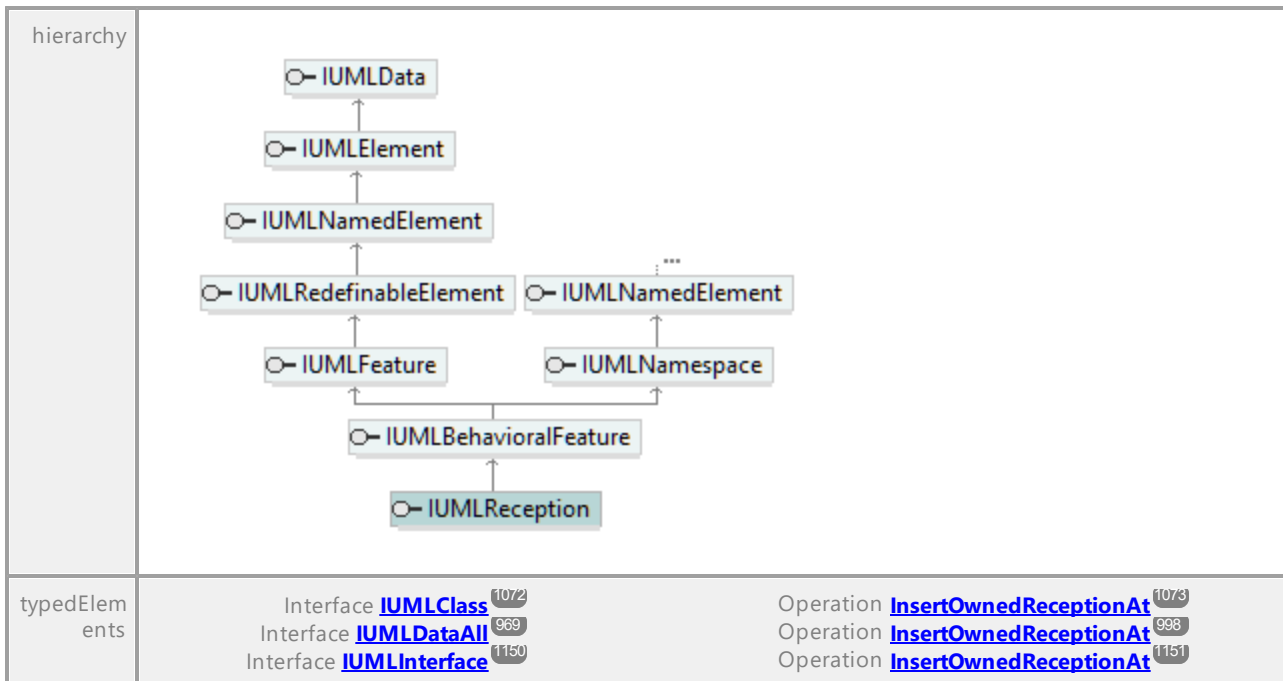 hierarchy
IUMLData
IUMLElement
IUMLNamedElement
...
IUMLRedefinableElement IUMLNamedElement
IUMLFeature IUMLNamespace
IUMLBehavioralFeature
IUMLReception
typedElem
ents
Interface IUMLClass 1072 Operation InsertOwnedReceptionAt 1073
Interface IUMLDataAll 969 Operation InsertOwnedReceptionAt 998
Interface IUMLInterface 1150 Operation InsertOwnedReceptionAt 1151